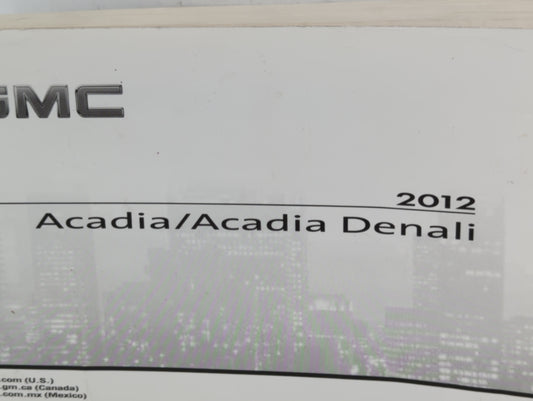 GMC
2012
Acadia/Acadia Denali
.com (U.S.)
.gm.ca (Canada)
.com.mx (Mexico)